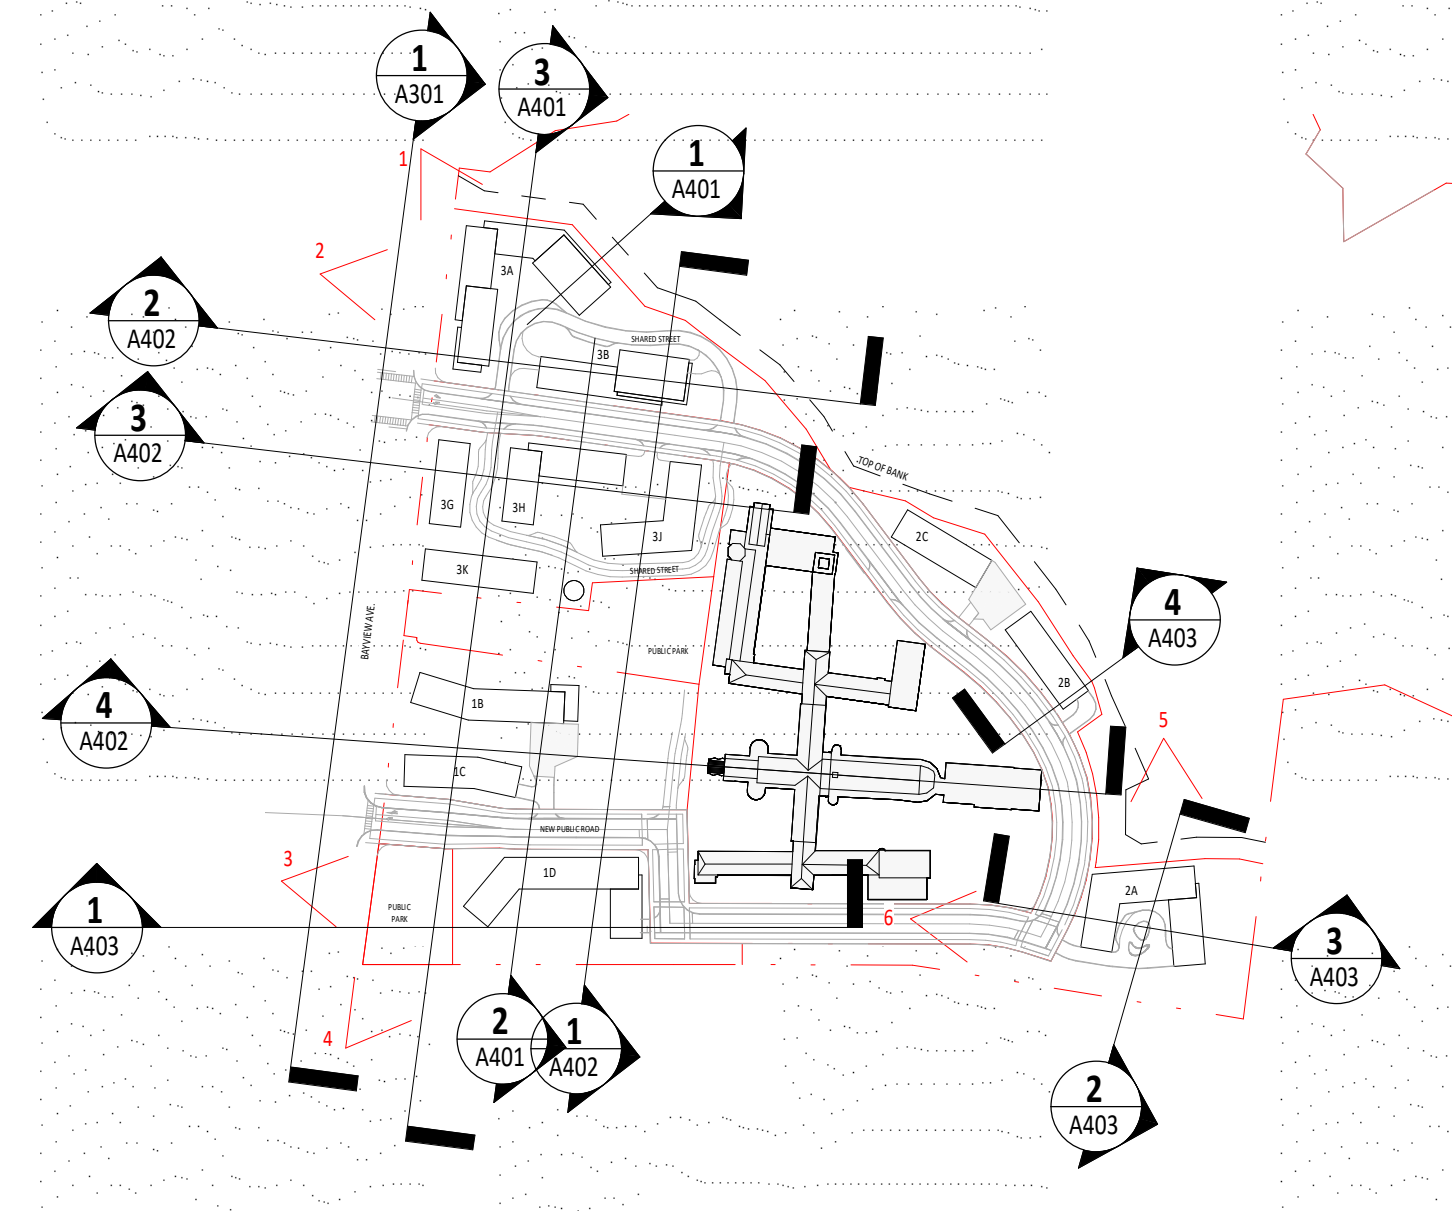 1
A301
3
A401
1
A401
1
2
3A
2
A402
SHARED STREET
3B
3
A402
TOP OF BANK
3G
3H
3J
2C
3K
SHARED STREET
4
A403
BAYVIEW AVE.
PUBLIC PARK
2B
4
A402
1B
5
1C
NEW PUBLIC ROAD
3
1D
2A
1
A403
PUBLIC
PARK
6
3
A403
4
2
A401
1
A402
2
A403